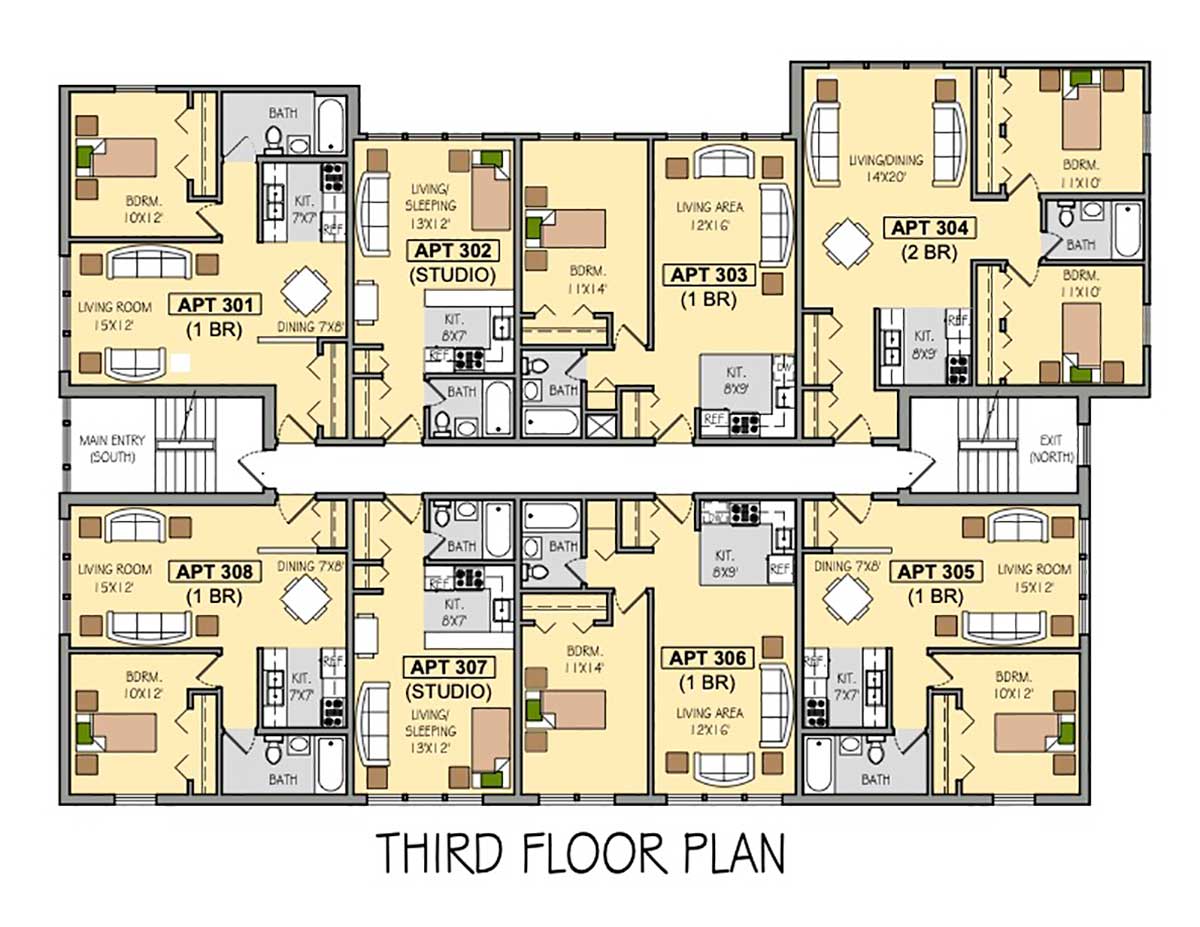 BDRM.
10'X12'
BATH
KIT.
7'X7'
REF.
LIVING ROOM
15'X12'
APT 301
(1 BR)
DINING 7'X8'
LIVING/
SLEEPING
13'X12'
APT 302
(STUDIO)
KIT.
8'X7'
REF.
BATH
BDRM.
11'X14'
BATH
LIVING AREA
12'X16'
APT 303
(1 BR)
KIT.
8'X9'
DW
REF.
LIVING/DINING
14'X20'
APT 304
(2 BR)
KIT.
8'X9'
REF.
BDRM.
11'X10'
BATH
BDRM.
11'X10'
MAIN ENTRY
(SOUTH)
EXIT
(NORTH)
LIVING ROOM
15'X12'
APT 308
(1 BR)
DINING 7'X8'
BDRM.
10'X12'
KIT.
7'X7'
REF.
BATH
BATH
REF.
KIT.
8'X7'
APT 307
(STUDIO)
LIVING/
SLEEPING
13'X12'
BATH
BDRM.
11'X14'
DW
KIT.
8'X9'
REF.
APT 306
(1 BR)
LIVING AREA
12'X16'
DINING 7'X8'
APT 305
(1 BR)
LIVING ROOM
15'X12'
REF.
KIT.
7'X7'
BATH
BDRM.
10'X12'
THIRD FLOOR PLAN